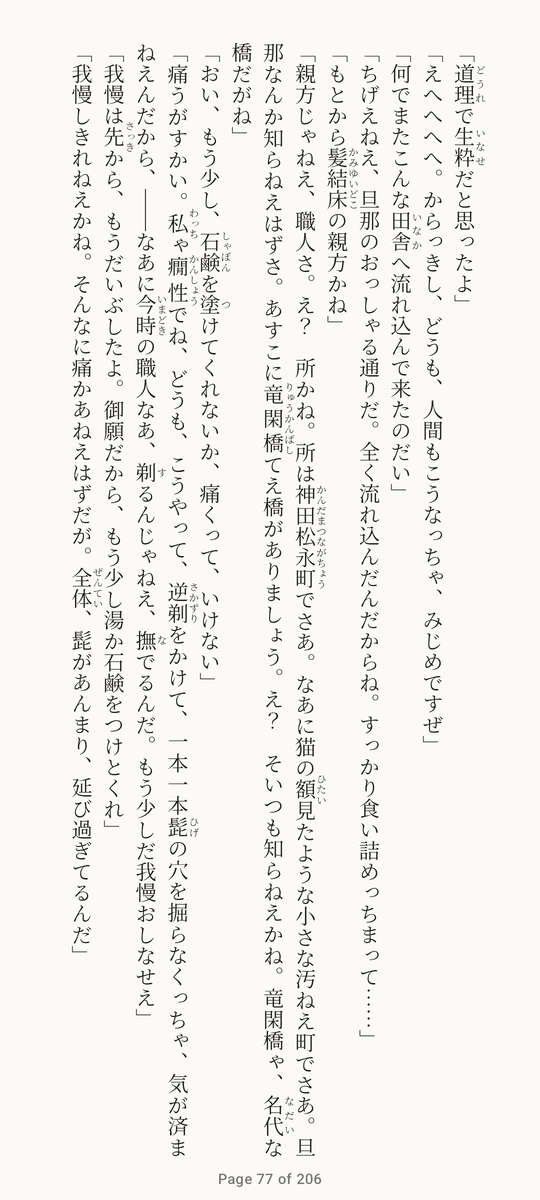 「道理で生粋だと思ったよ」
「えへへへへ。からっきし、どうも、人間もこうなっちゃ、みじめですぜ」
「何でまたこんな田舎へ流れ込んで来たのだい」
「ちげえねえ、旦那のおっしゃる通りだ。全く流れ込んだんだからね。すっかり食い詰めっちまって……」
「もとから髪結床の親方かね」
「親方じゃねえ、職人さ。え?　所かね。所は神田松永町でさあ。なあに猫の額見たような小さな汚ねえ町でさあ。旦
那なんか知らねえはずさ。あすこに竜閑橋てえ橋がありましょう。え?　そいつも知らねえかね。竜閑橋ゃ、名代な
橋だがね」
「おい、もう少し、石鹸を塗けてくれないか、痛くって、いけない」
「痛うがすかい。私ゃ癇性でね、どうも、こうやって、逆剃をかけて、一本一本髭の穴を掘らなくっちゃ、気が済ま
ねえんだから、――なあに今時の職人なあ、剃るんじゃねえ、撫でるんだ。もう少しだ我慢おしなせえ」
「我慢は先から、もうだいぶしたよ。御願だから、もう少し湯か石鹸をつけとくれ」
「我慢しきれねえかね。そんなに痛かあねえはずだが。全体、髭があんまり、延び過ぎてるんだ」
Page 77 of 206